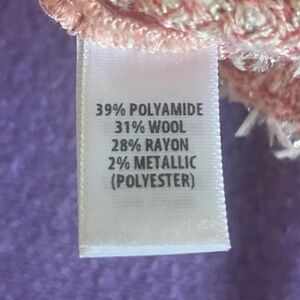 39% POLYAMIDE
31% WOOL
28% RAYON
2% METALLIC
(POLYESTER)